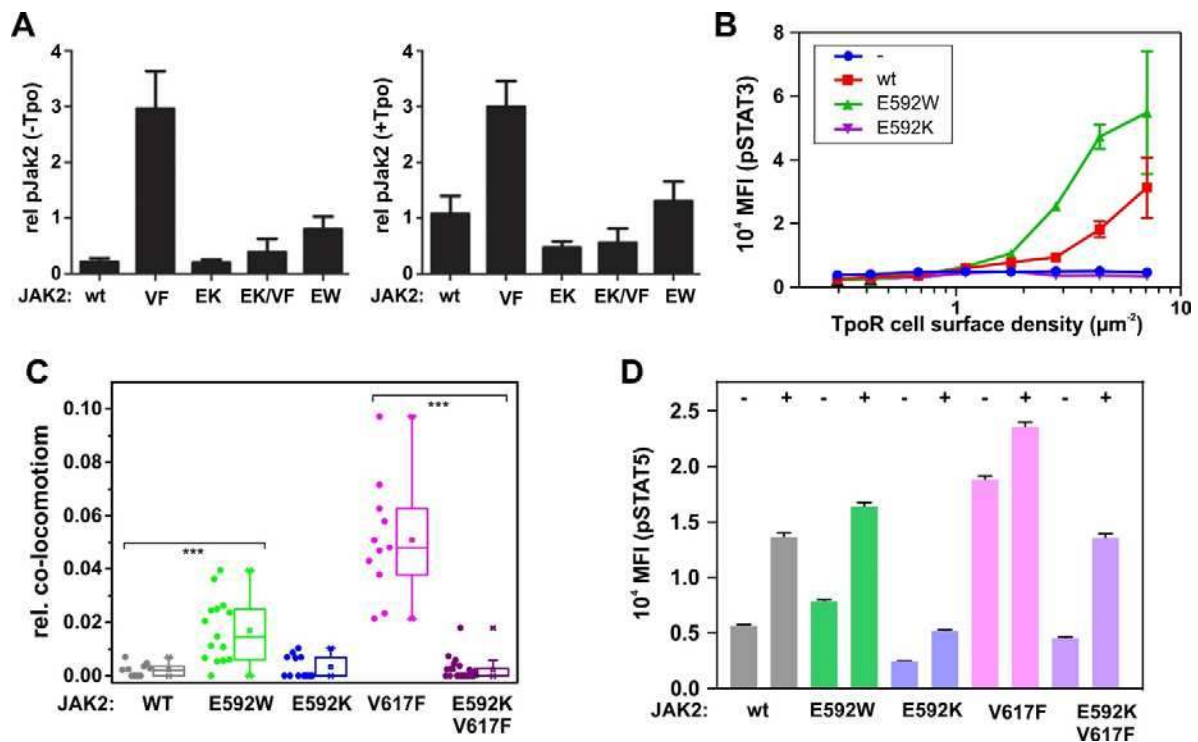 A
rel pJak2 (-Tpo)
4
3
2
1
0
JAK2: wt VF EK EK/VF EW
rel pJak2 (+Tpo)
4
3
2
1
0
JAK2: wt VF EK EK/VF EW
B
10⁴ MFI (pSTAT3)
8
6
4
2
0
-
wt
E592W
E592K
1 10
TpoR cell surface density (µm⁻²)
C
rel. co-locomotiom
0.10
0.08
0.06
0.04
0.02
0.00
***
***
JAK2: WT E592W E592K V617F E592K
V617F
D
10⁴ MFI (pSTAT5)
2.5
2.0
1.5
1.0
0.5
0.0
- + - + - + - + - +
JAK2: wt E592W E592K V617F E592K
V617F